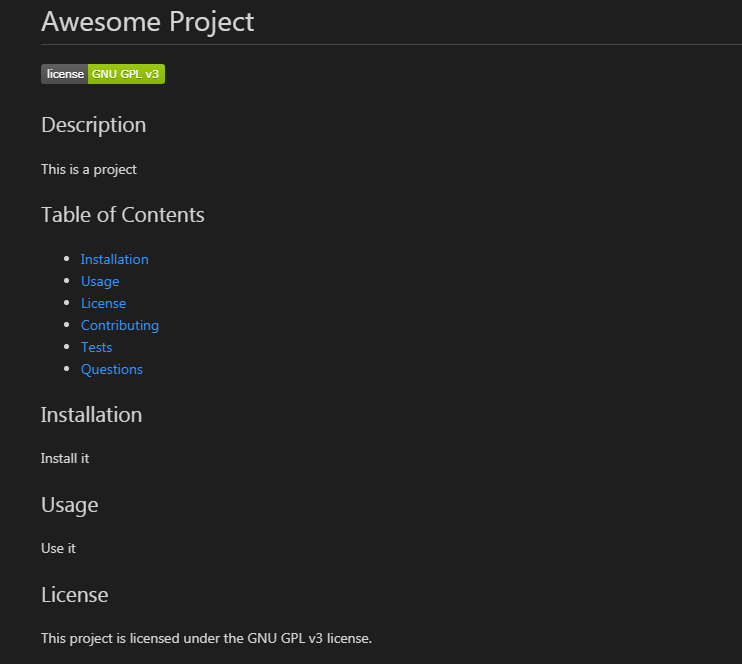 Awesome Project
license GNU GPL v3
Description
This is a project
Table of Contents
Installation
Usage
License
Contributing
Tests
Questions
Installation
Install it
Usage
Use it
License
This project is licensed under the GNU GPL v3 license.